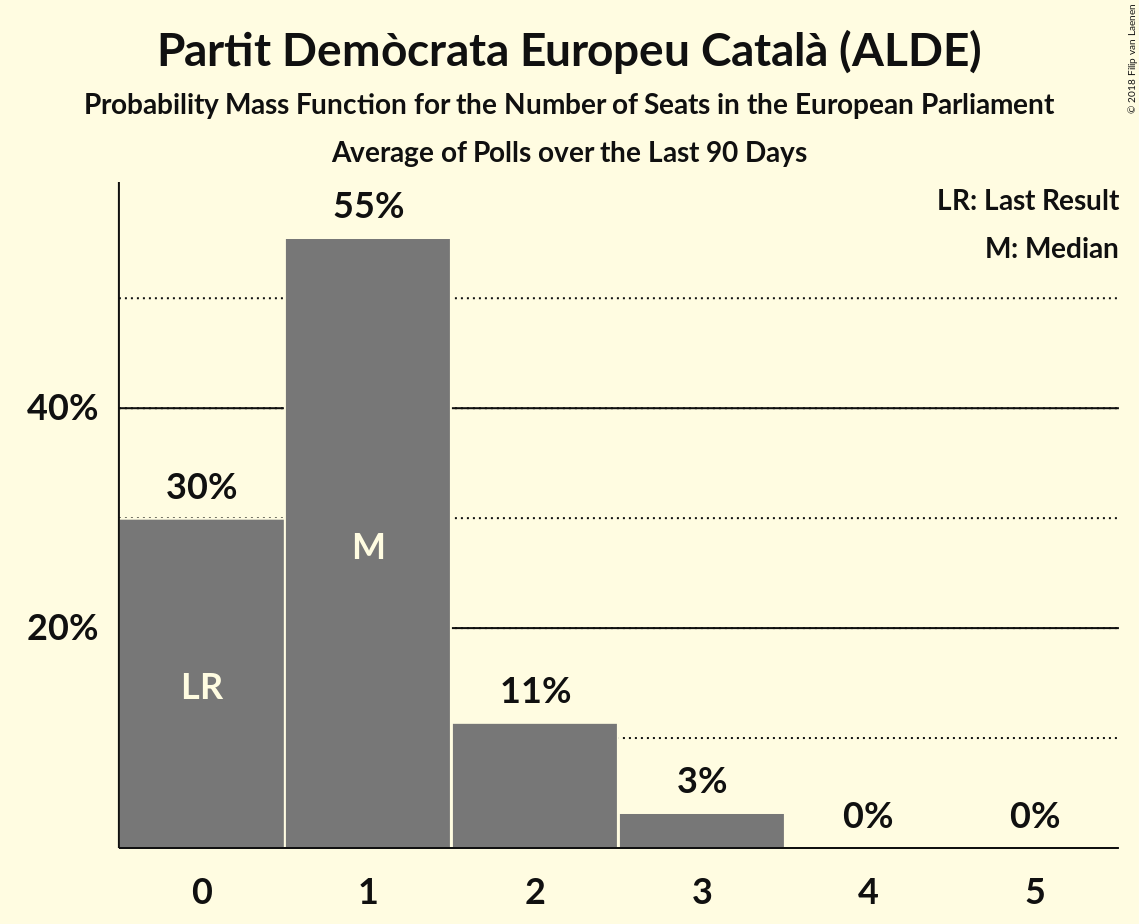 Partit Demòcrata Europeu Català (ALDE)
Probability Mass Function for the Number of Seats in the European Parliament
Average of Polls over the Last 90 Days
© 2018 Filip van Laenen
LR: Last Result
M: Median
55%
40%
30%
M
20%
LR
11%
3%
0%
0%
0
1
2
3
4
5